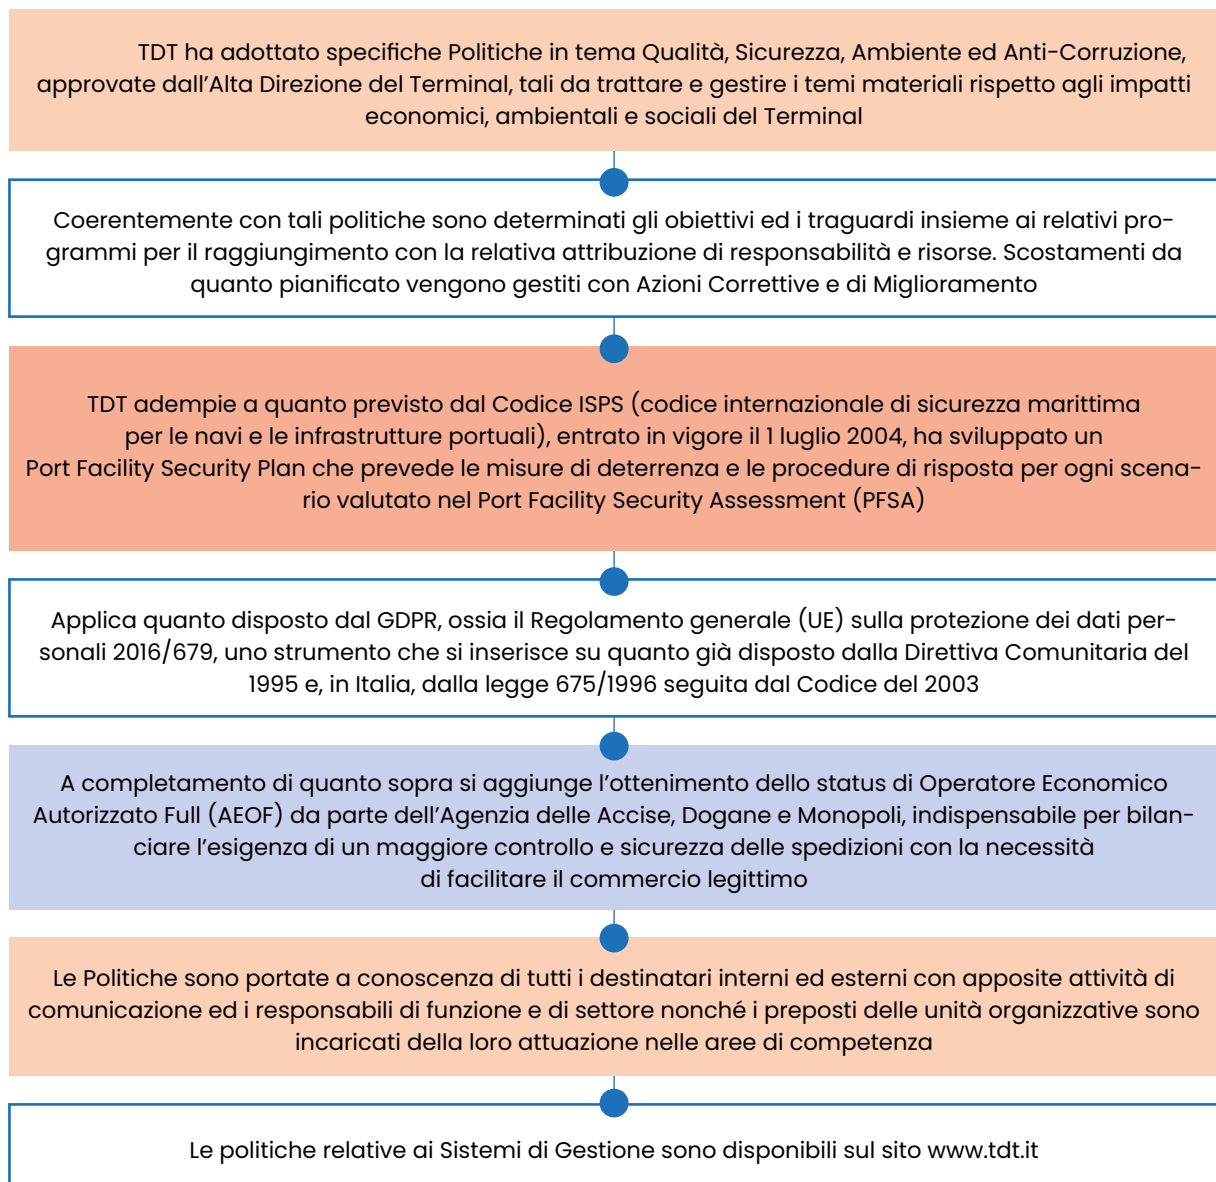 TDT ha adottato specifiche Politiche in tema Qualità, Sicurezza, Ambiente ed Anti-Corruzione,
approvate dall’Alta Direzione del Terminal, tali da trattare e gestire i temi materiali rispetto agli impatti
economici, ambientali e sociali del Terminal
Coerentemente con tali politiche sono determinati gli obiettivi ed i traguardi insieme ai relativi pro-
grammi per il raggiungimento con la relativa attribuzione di responsabilità e risorse. Scostamenti da
quanto pianificato vengono gestiti con Azioni Correttive e di Miglioramento
TDT adempie a quanto previsto dal Codice ISPS (codice internazionale di sicurezza marittima
per le navi e le infrastrutture portuali), entrato in vigore il 1 luglio 2004, ha sviluppato un
Port Facility Security Plan che prevede le misure di deterrenza e le procedure di risposta per ogni scena-
rio valutato nel Port Facility Security Assessment (PFSA)
Applica quanto disposto dal GDPR, ossia il Regolamento generale (UE) sulla protezione dei dati per-
sonali 2016/679, uno strumento che si inserisce su quanto già disposto dalla Direttiva Comunitaria del
1995 e, in Italia, dalla legge 675/1996 seguita dal Codice del 2003
A completamento di quanto sopra si aggiunge l’ottenimento dello status di Operatore Economico
Autorizzato Full (AEOF) da parte dell’Agenzia delle Accise, Dogane e Monopoli, indispensabile per bilan-
ciare l’esigenza di un maggiore controllo e sicurezza delle spedizioni con la necessità
di facilitare il commercio legittimo
Le Politiche sono portate a conoscenza di tutti i destinatari interni ed esterni con apposite attività di
comunicazione ed i responsabili di funzione e di settore nonché i preposti delle unità organizzative sono
incaricati della loro attuazione nelle aree di competenza
Le politiche relative ai Sistemi di Gestione sono disponibili sul sito www.tdt.it